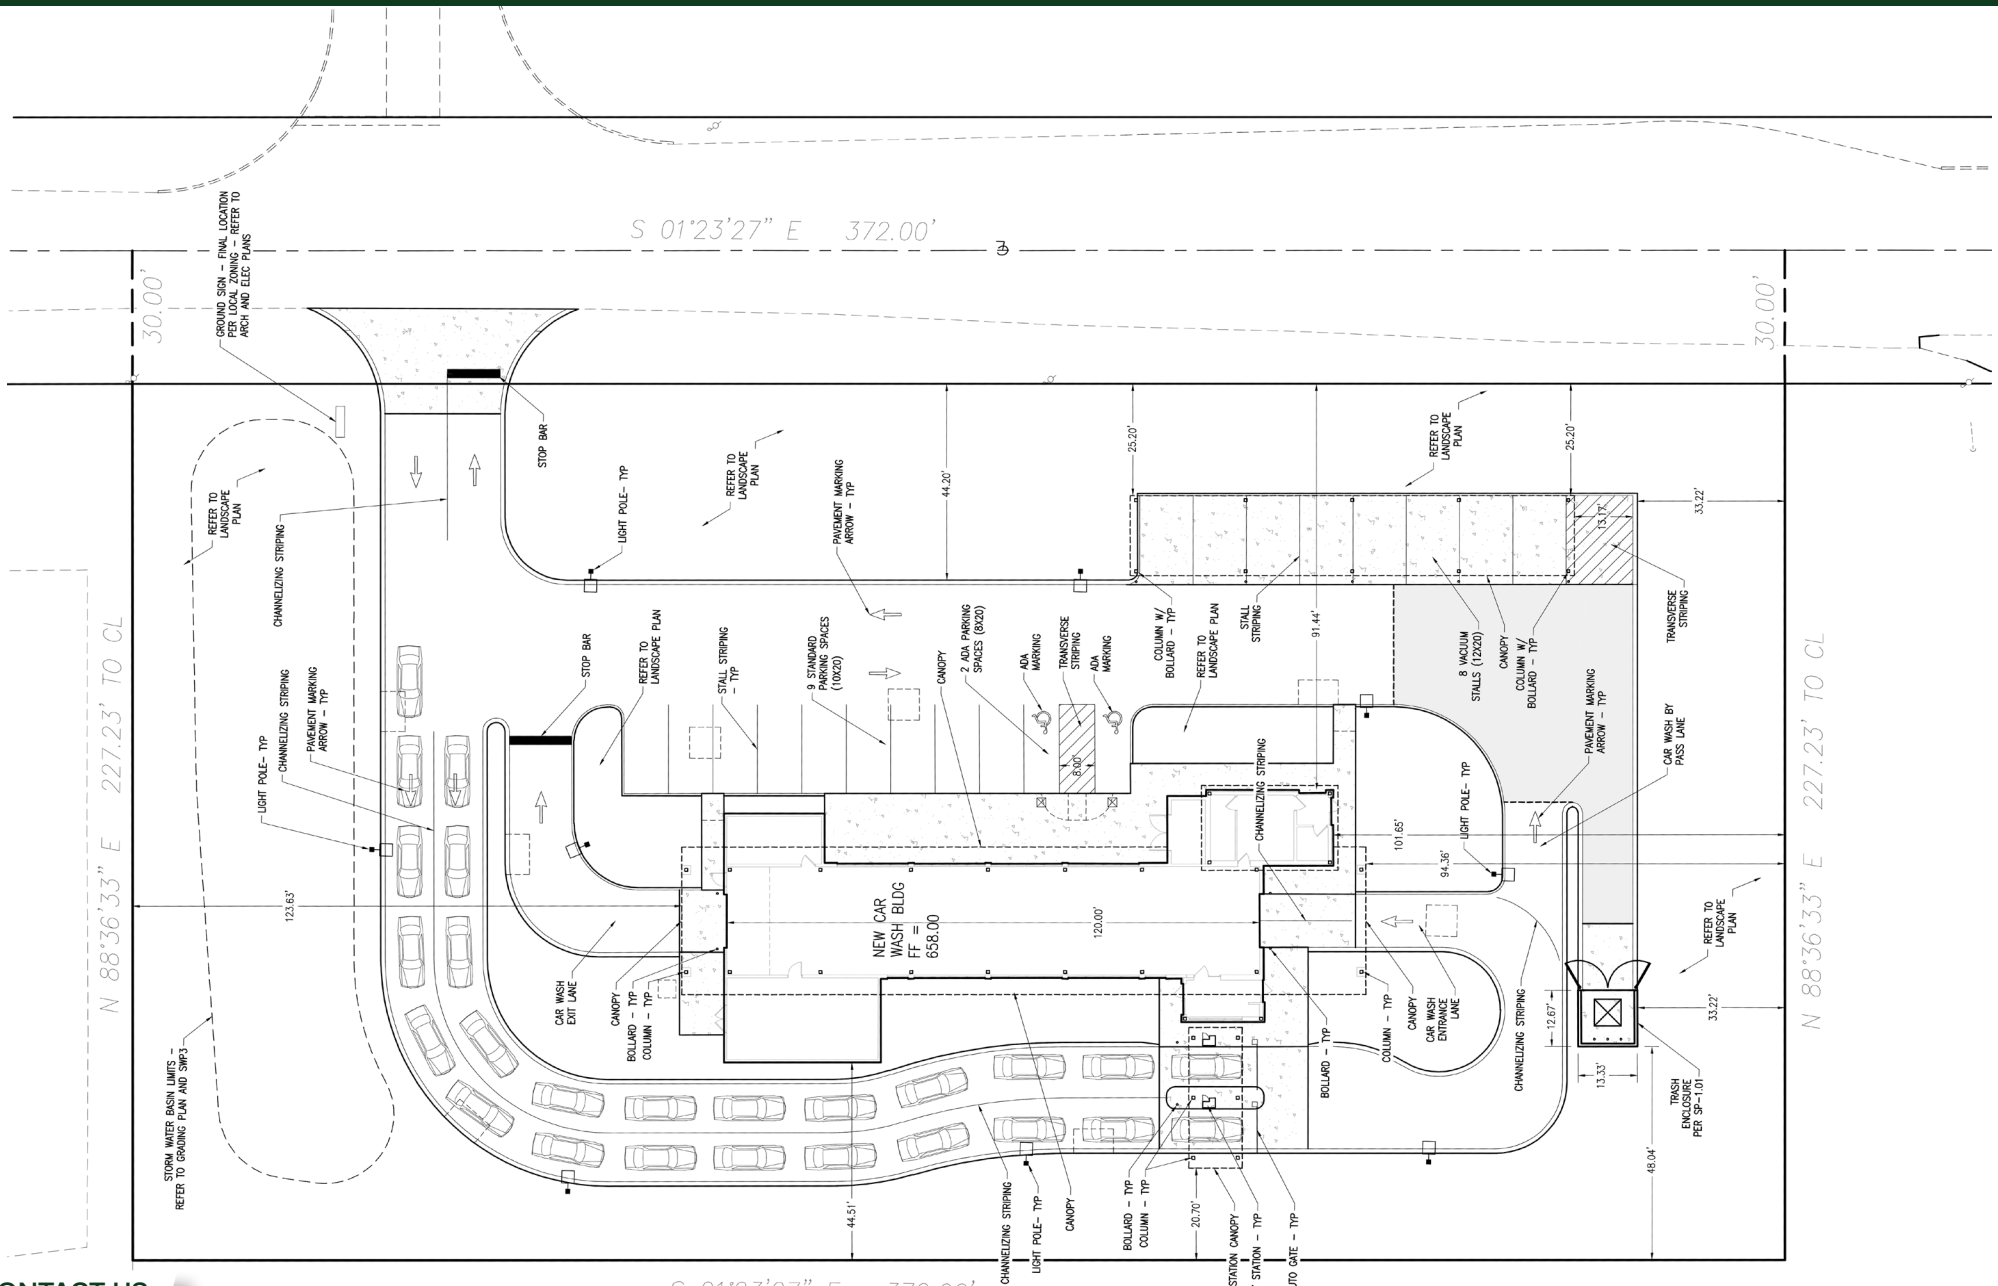 S 01°23'27" E 372.00'
30.00'
30.00'
GROUND SIGN - FINAL LOCATION
PER LOCAL ZONING - REFER TO
ARCH AND ELEC PLANS
STOP BAR
REFER TO
LANDSCAPE
PLAN
CHANNELIZING STRIPING
LIGHT POLE- TYP
REFER TO
LANDSCAPE
PLAN
PAVEMENT MARKING
ARROW - TYP
44.20'
25.20'
91.44'
REFER TO
LANDSCAPE
PLAN
25.20'
33.22'
13.17'
N 88°36'33" E 227.23' TO CL
LIGHT POLE- TYP
CHANNELIZING STRIPING
PAVEMENT MARKING
ARROW - TYP
STOP BAR
REFER TO
LANDSCAPE PLAN
STALL STRIPING
- TYP
9 STANDARD
PARKING SPACES
(10X20)
CANOPY
2 ADA PARKING
SPACES (8X20)
ADA
MARKING
TRANSVERSE
STRIPING
ADA
MARKING
8.00'
COLUMN W/
BOLLARD - TYP
REFER TO
LANDSCAPE PLAN
STALL
STRIPING
8 VACUUM
STALLS (12X20)
CANOPY
COLUMN W/
BOLLARD - TYP
TRANSVERSE
STRIPING
PAVEMENT MARKING
ARROW - TYP
CAR WASH BY
PASS LANE
N 88°36'33" E 227.23' TO CL
CHANNELIZING STRIPING
101.65'
94.36'
LIGHT POLE- TYP
123.63'
NEW CAR
WASH BLDG
FF =
658.00
120.00'
REFER TO
LANDSCAPE
PLAN
STORM WATER BASIN LIMITS -
REFER TO GRADING PLAN AND SWP3
CAR WASH
EXIT LANE
CANOPY
BOLLARD - TYP
COLUMN - TYP
BOLLARD - TYP
COLUMN - TYP
CANOPY
CAR WASH
ENTRANCE
LANE
CHANNELIZING STRIPING
12.67'
33.22'
13.33'
TRASH
ENCLOSURE
PER SP-1.01
44.51'
CHANNELIZING STRIPING
LIGHT POLE- TYP
CANOPY
BOLLARD - TYP
COLUMN - TYP
20.70'
STATION CANOPY
STATION - TYP
UTO GATE - TYP
48.04'
ONTACT US